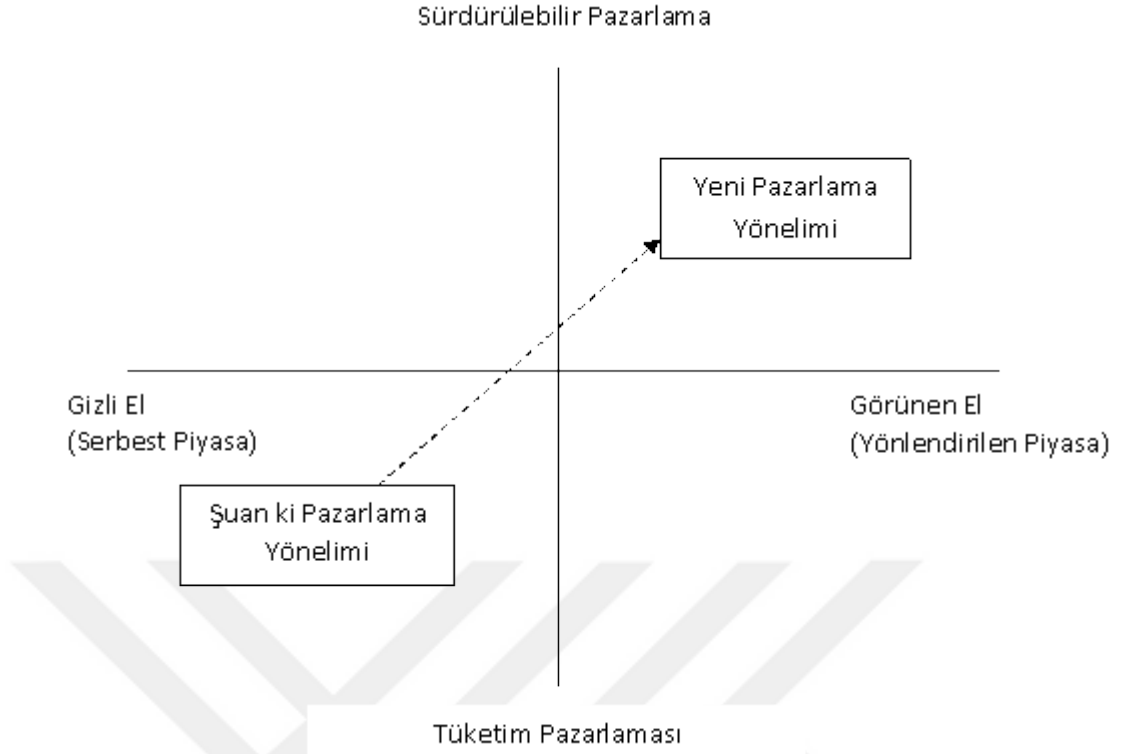 Sürdürülebilir Pazarlama
Yeni Pazarlama
Yönelimi
Gizli El
(Serbest Piyasa)
Görünen El
(Yönlendirilen Piyasa)
Şuan ki Pazarlama
Yönelimi
Tüketim Pazarlaması